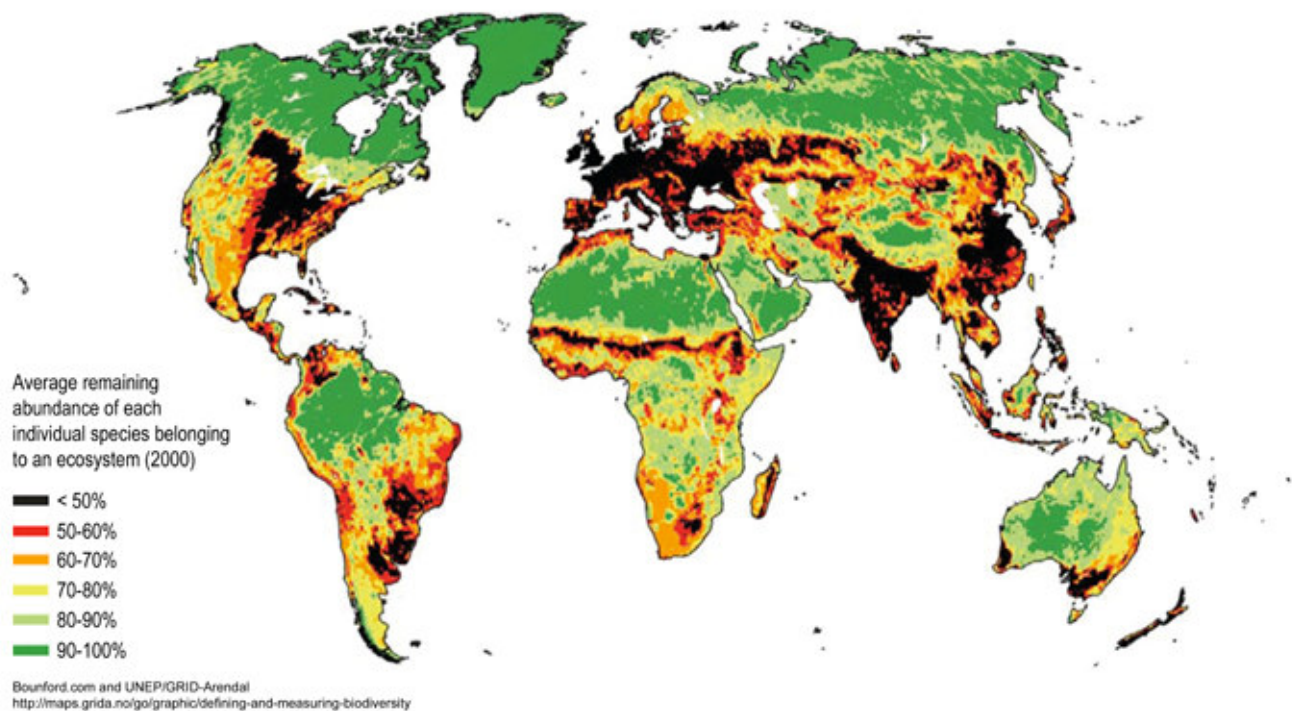 Average remaining
abundance of each
individual species belonging
to an ecosystem (2000)
< 50%
50-60%
60-70%
70-80%
80-90%
90-100%
Bounford.com and UNEP/GRID-Arendal
http://maps.grida.no/go/graphic/defining-and-measuring-biodiversity